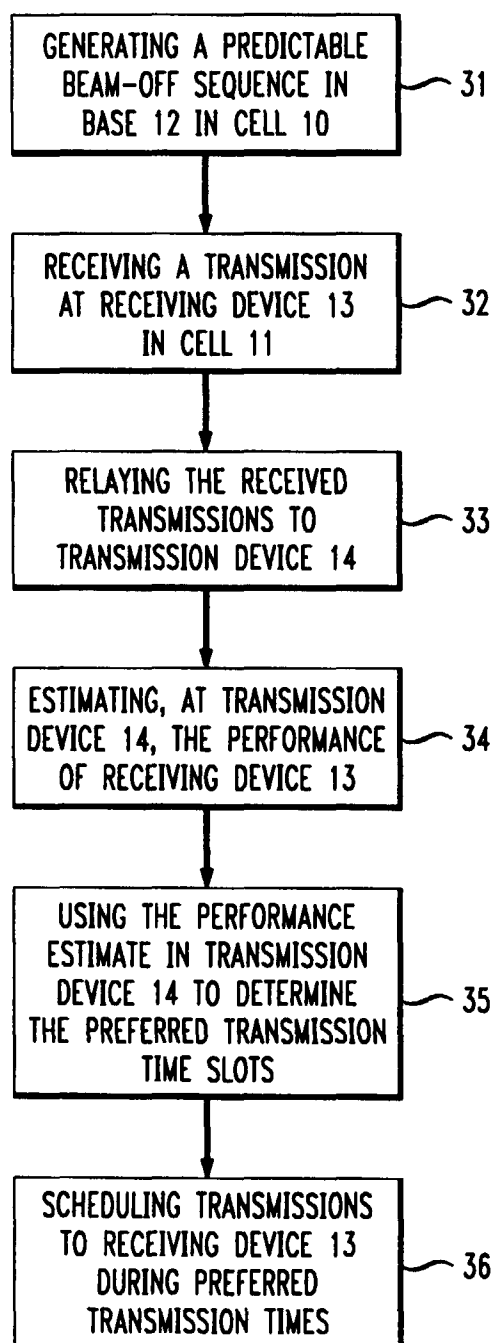 GENERATING A PREDICTABLE
BEAM-OFF SEQUENCE IN
BASE 12 IN CELL 10
31
RECEIVING A TRANSMISSION
AT RECEIVING DEVICE 13
IN CELL 11
32
RELAYING THE RECEIVED
TRANSMISSIONS TO
TRANSMISSION DEVICE 14
33
ESTIMATING, AT TRANSMISSION
DEVICE 14, THE PERFORMANCE
OF RECEIVING DEVICE 13
34
USING THE PERFORMANCE
ESTIMATE IN TRANSMISSION
DEVICE 14 TO DETERMINE
THE PREFERRED TRANSMISSION
TIME SLOTS
35
SCHEDULING TRANSMISSIONS
TO RECEIVING DEVICE 13
DURING PREFERRED
TRANSMISSION TIMES
36